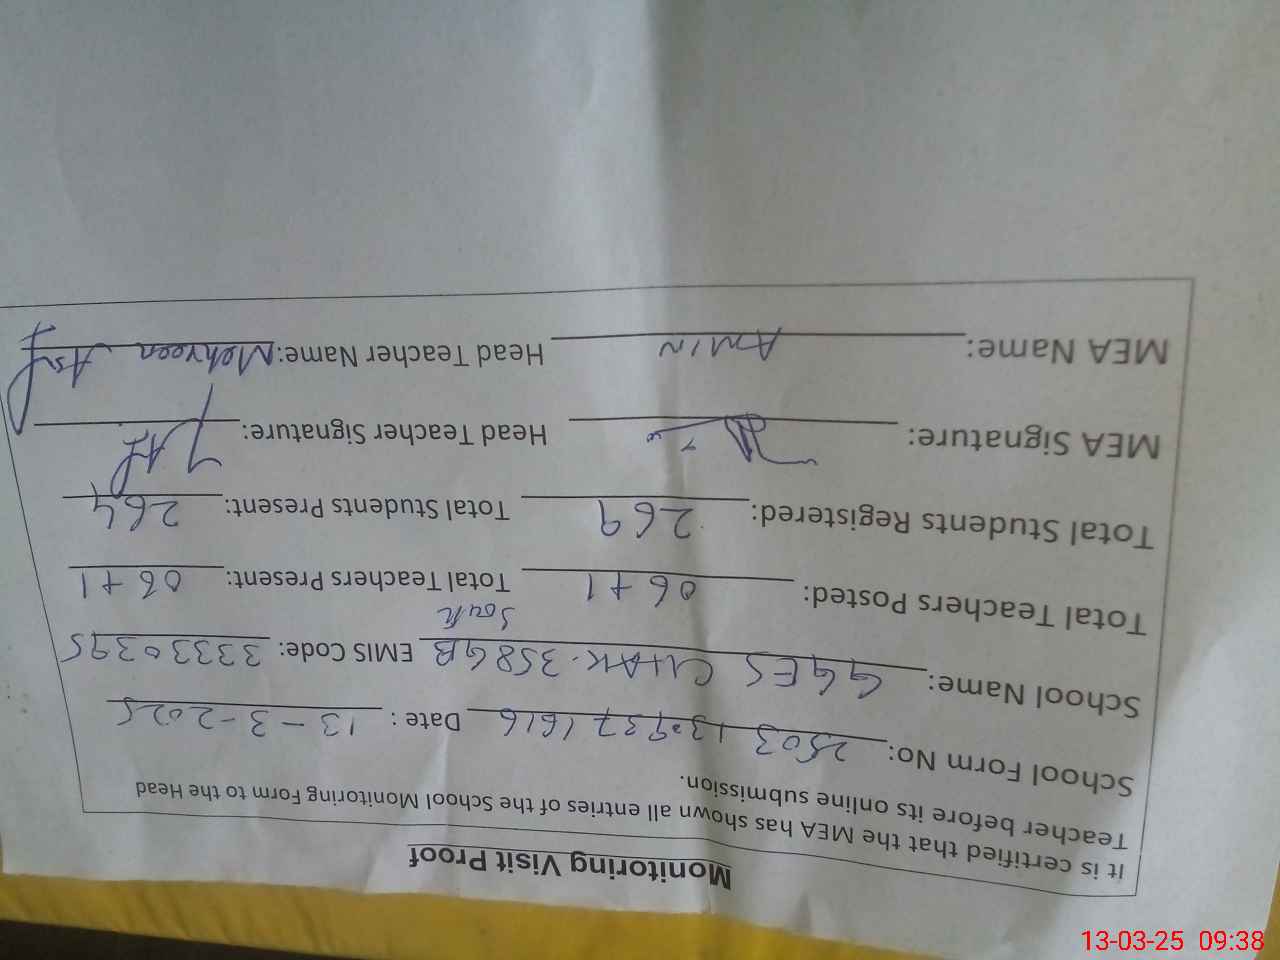 Monitoring Visit Proof
It is certified that the MEA has shown all entries of the School Monitoring Form to the Head
Teacher before its online submission.
School Form No: 2503 130937 1616 Date : 13-3-2025
School Name: GGES CHAK.358GB South EMIS Code: 33330395
Total Teachers Posted: 06+1 Total Teachers Present: 06+1
Total Students Registered: 269 Total Students Present: 264
MEA Signature: Head Teacher Signature:
MEA Name: AMIN Head Teacher Name: Mehreen
13-03-25 09:38